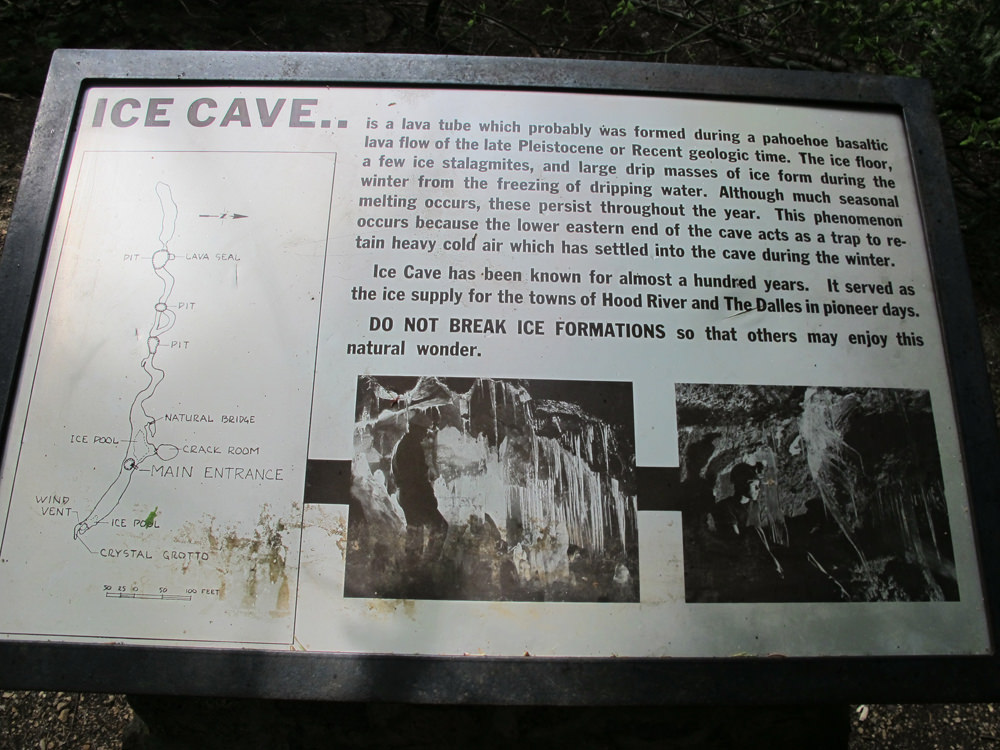 ICE CAVE..
is a lava tube which probably was formed during a pahoehoe basaltic
lava flow of the late Pleistocene or Recent geologic time. The ice floor,
a few ice stalagmites, and large drip masses of ice form during the
winter from the freezing of dripping water. Although much seasonal
melting occurs, these persist throughout the year. This phenomenon
occurs because the lower eastern end of the cave acts as a trap to re-
tain heavy cold air which has settled into the cave during the winter.
Ice Cave has been known for almost a hundred years. It served as
the ice supply for the towns of Hood River and The Dalles in pioneer days.
DO NOT BREAK ICE FORMATIONS so that others may enjoy this
natural wonder.
PIT
LAVA SEAL
PIT
PIT
NATURAL BRIDGE
ICE POOL
CRACK ROOM
MAIN ENTRANCE
WIND
VENT
ICE POOL
CRYSTAL GROTTO
50 25 0 50 100 FEET